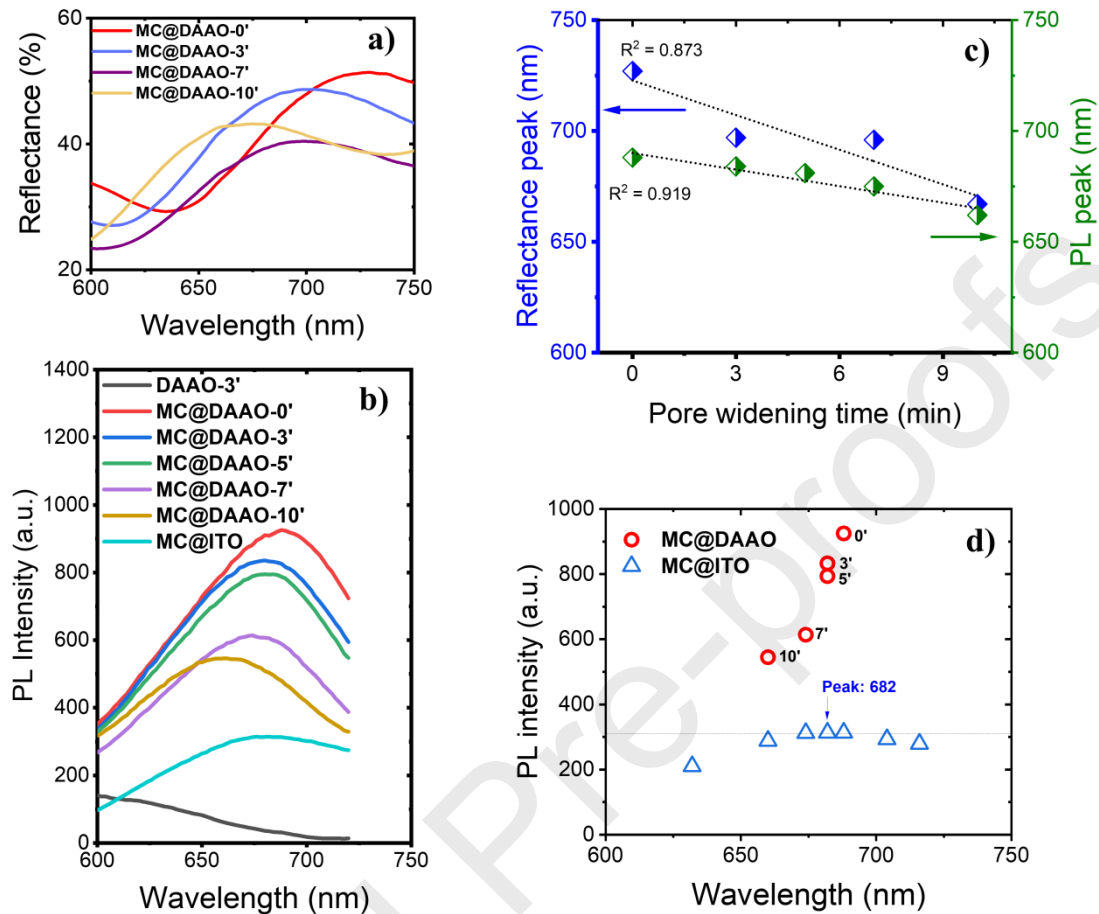 a)
MC@DAAO-0'
MC@DAAO-3'
MC@DAAO-7'
MC@DAAO-10'
Reflectance (%)
60
40
20
600
650
700
750
Wavelength (nm)
b)
DAAO-3'
MC@DAAO-0'
MC@DAAO-3'
MC@DAAO-5'
MC@DAAO-7'
MC@DAAO-10'
MC@ITO
PL Intensity (a.u.)
1400
1200
1000
800
600
400
200
0
600
650
700
750
Wavelength (nm)
c)
R² = 0.873
R² = 0.919
Reflectance peak (nm)
750
700
650
600
PL peak (nm)
750
700
650
600
0
3
6
9
Pore widening time (min)
d)
MC@DAAO
MC@ITO
0'
3'
5'
7'
10'
Peak: 682
PL intensity (a.u.)
1000
800
600
400
200
0
600
650
700
750
Wavelength (nm)
Pre-proofs